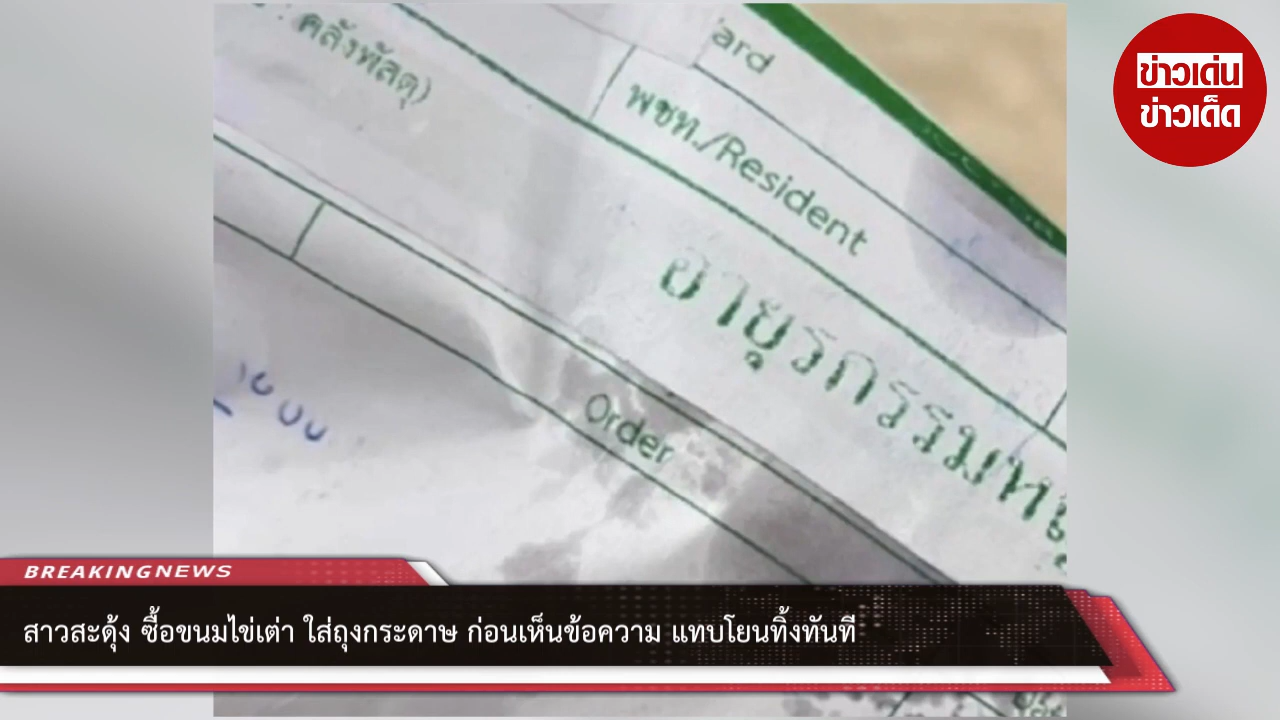 ข่าวเด่น
ข่าวเด็ด
: คลังพัสดุ)
ard
พชท./Resident
อายุรกรรมห
Order
BREAKINGNEWS
สาวสะดุ้ง ซื้อขนมไข่เต่า ใส่ถุงกระดาษ ก่อนเห็นข้อความ แทบโยนทิ้งทันที